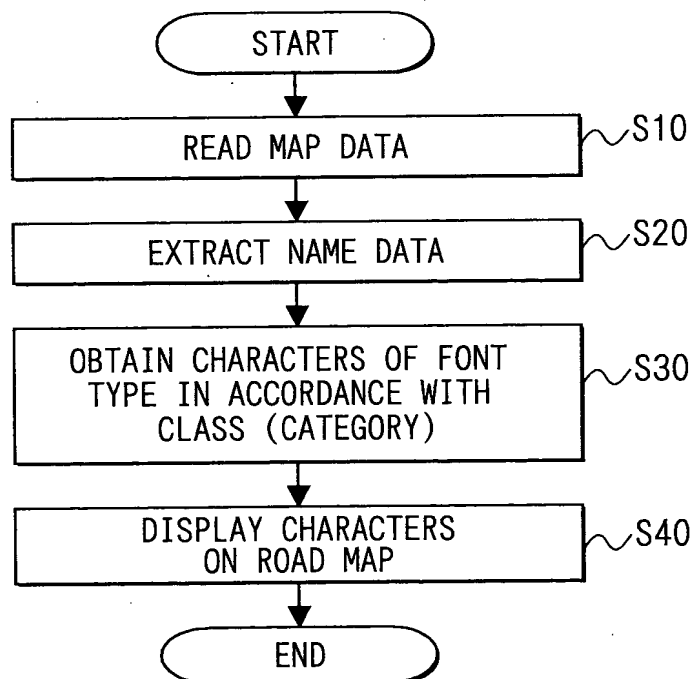 START
READ MAP DATA
S10
EXTRACT NAME DATA
S20
OBTAIN CHARACTERS OF FONT
TYPE IN ACCORDANCE WITH
CLASS (CATEGORY)
S30
DISPLAY CHARACTERS
ON ROAD MAP
S40
END